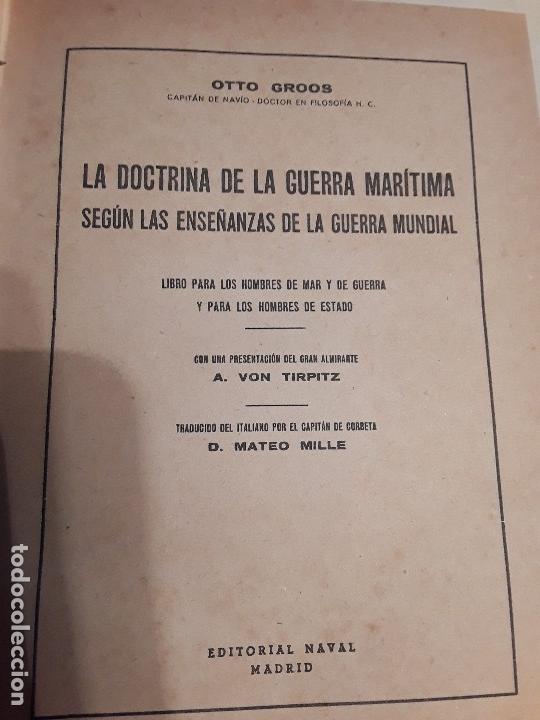 OTTO GROOS
CAPITÁN DE NAVÍO - DOCTOR EN FILOSOFÍA H. C.
LA DOCTRINA DE LA GUERRA MARÍTIMA
SEGÚN LAS ENSEÑANZAS DE LA GUERRA MUNDIAL
LIBRO PARA LOS HOMBRES DE MAR Y DE GUERRA
Y PARA LOS HOMBRES DE ESTADO
CON UNA PRESENTACIÓN DEL GRAN ALMIRANTE
A. VON TIRPITZ
TRADUCIDO DEL ITALIANO POR EL CAPITÁN DE CORBETA
D. MATEO MILLE
EDITORIAL NAVAL
MADRID
todocoleccion